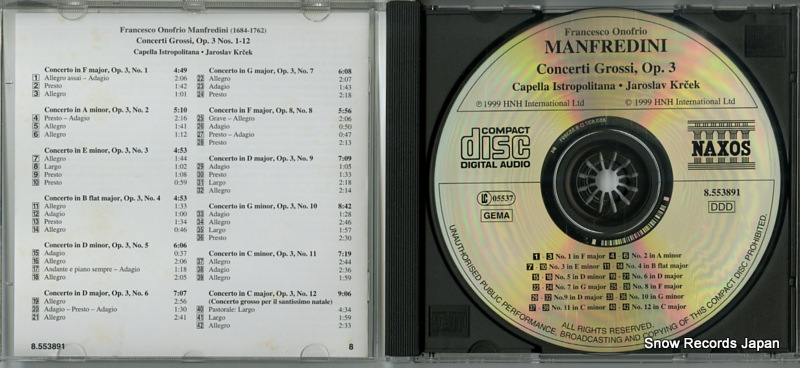 Francesco Onofrio Manfredini (1684-1762)
Concerti Grossi, Op. 3 Nos. 1-12
Capella Istropolitana • Jaroslav Krček
Concerto in F major, Op. 3, No. 1 4:49
1 Allegro assai – Adagio 2:06
2 Presto 1:42
3 Allegro 1:01
Concerto in A minor, Op. 3, No. 2 5:10
4 Presto – Adagio 2:16
5 Allegro 1:41
6 Allegro 1:12
Concerto in E minor, Op. 3, No. 3 4:53
7 Allegro 1:44
8 Largo 1:02
9 Presto 1:08
10 Presto 0:59
Concerto in B flat major, Op. 3, No. 4 4:53
11 Allegro 1:33
12 Adagio 1:00
13 Presto 1:34
14 Allegro 0:46
Concerto in D minor, Op. 3, No. 5 6:06
15 Adagio 0:37
16 Allegro 2:06
17 Andante e piano sempre – Adagio 1:18
18 Allegro 2:05
Concerto in D major, Op. 3, No. 6 7:07
19 Allegro 2:56
20 Adagio – Presto – Adagio 1:30
21 Allegro 2:41
Concerto in G major, Op. 3, No. 7 6:08
22 Allegro 2:07
23 Adagio 1:43
24 Presto 2:18
Concerto in F major, Op. 8, No. 8 5:56
25 Grave – Allegro 2:06
26 Adagio 0:50
27 Presto – Adagio 0:47
28 Presto 2:13
Concerto in D major, Op. 3, No. 9 7:09
29 Adagio 1:05
30 Allegro 1:52
31 Largo 2:18
32 Allegro 2:14
Concerto in G minor, Op. 3, No. 10 8:42
33 Adagio 1:28
34 Allegro 2:46
35 Largo 1:57
36 Presto 2:30
Concerto in C minor, Op. 3, No. 11 7:19
37 Allegro 2:44
38 Adagio 2:36
39 Allegro 1:59
Concerto in C major, Op. 3, No. 12 9:06
(Concerto grosso per il santissimo natale)
40 Pastorale: Largo 4:34
41 Largo 1:59
42 Allegro 2:33
8.553891 8
Francesco Onofrio
MANFREDINI
Concerti Grossi, Op. 3
Capella Istropolitana • Jaroslav Krček
℗ 1999 HNH International Ltd © 1999 HNH International Ltd
COMPACT
disc
DIGITAL AUDIO
NAXOS
LC 05537
GEMA
8.553891
DDD
1 - 3 No. 1 in F major 4 - 6 No. 2 in A minor
7 - 10 No. 3 in E minor 11 - 14 No. 4 in B flat major
15 - 18 No. 5 in D minor 19 - 21 No. 6 in D major
22 - 24 No. 7 in G major 25 - 28 No. 8 in F major
29 - 32 No.9 in D major 33 - 36 No. 10 in G minor
37 - 39 No. 11 in C minor 40 - 42 No. 12 in C major
ALL RIGHTS RESERVED.
UNAUTHORISED PUBLIC PERFORMANCE, BROADCASTING AND COPYING OF THIS COMPACT DISC PROHIBITED.
Snow Records Japan